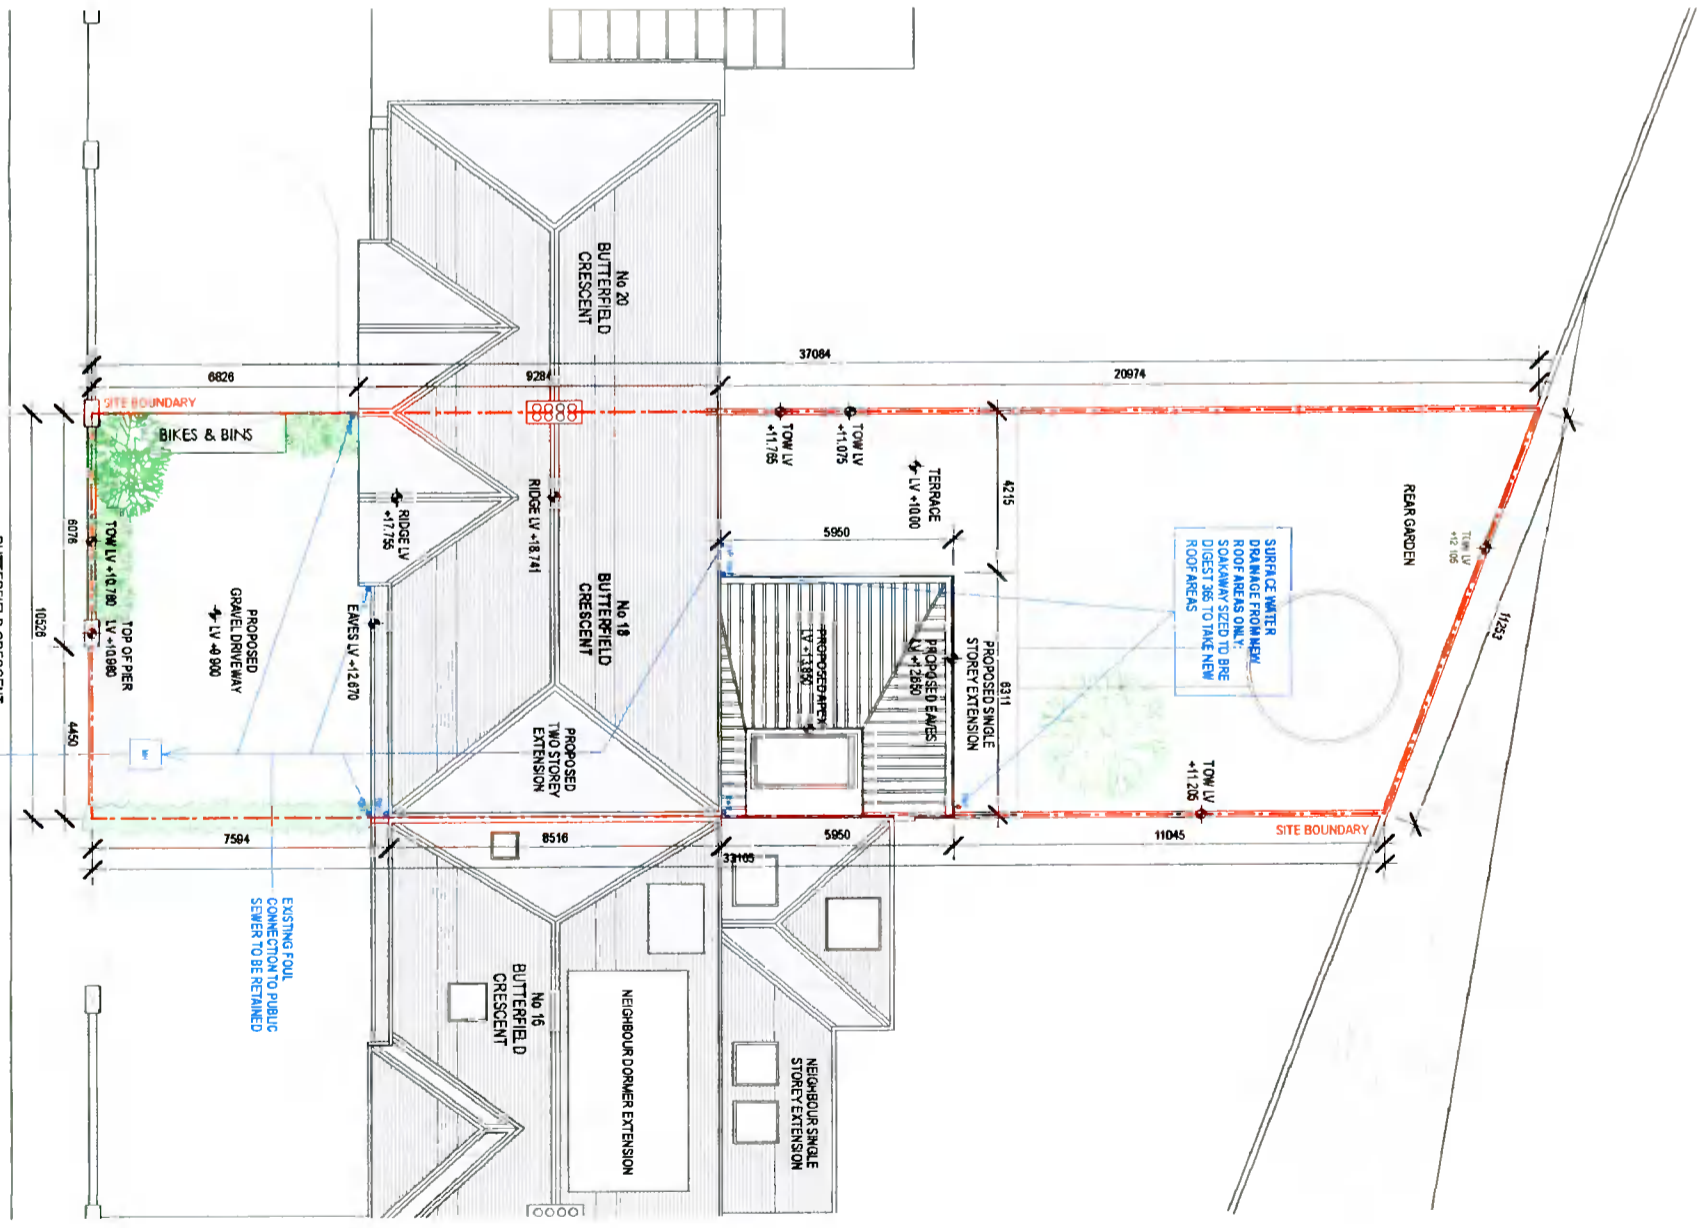 No 20
BUTTERFIELD
CRESCENT
37084
6826
9284
20974
SITE BOUNDARY
BIKES & BINS
TOW LV
+11.765
TOW LV
+11.075
TERRACE
LV +10.00
4215
REAR GARDEN
TOW LV
+12.105
RIDGE LV
+17.755
RIDGE LV +18.741
5950
SURFACE WATER
DRAINAGE FROM NEW
ROOF AREAS ONLY:
SOAKAWAY SIZED TO BRE
DIGEST 365 TO TAKE NEW
ROOF AREAS
11253
6076
10526
4450
TOW LV +10.780
TOP OF PIER
LV +10.980
PROPOSED
GRAVEL DRIVEWAY
EAVES LV +12.670
No 18
BUTTERFIELD
CRESCENT
PROPOSED APEX
LV +13.850
PROPOSED EAVES
LV +12.650
PROPOSED SINGLE
STOREY EXTENSION
6311
PROPOSED
TWO STOREY
EXTENSION
MH
TOW LV
+11.205
SITE BOUNDARY
7594
8516
5950
11045
33105
EXISTING FOUL
CONNECTION TO PUBLIC
SEWER TO BE RETAINED
No 16
BUTTERFIELD
CRESCENT
NEIGHBOUR DORMER EXTENSION
NEIGHBOUR SINGLE
STOREY EXTENSION